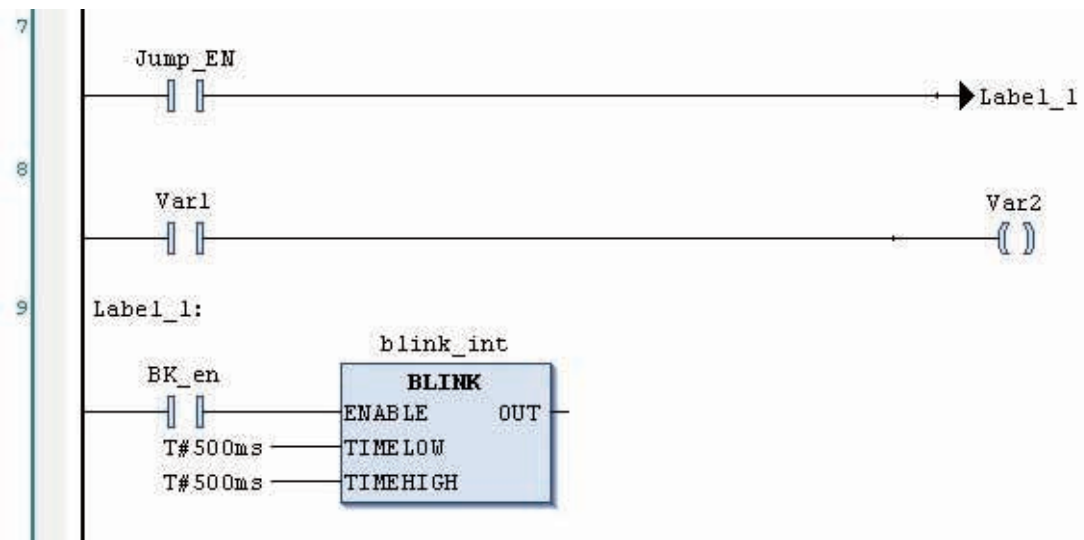 7
Jump_EN
Label_1
8
Var1
Var2
9
Label_1:
blink_int
BK_en
BLINK
ENABLE OUT
T#500ms TIMELOW
T#500ms TIMEHIGH